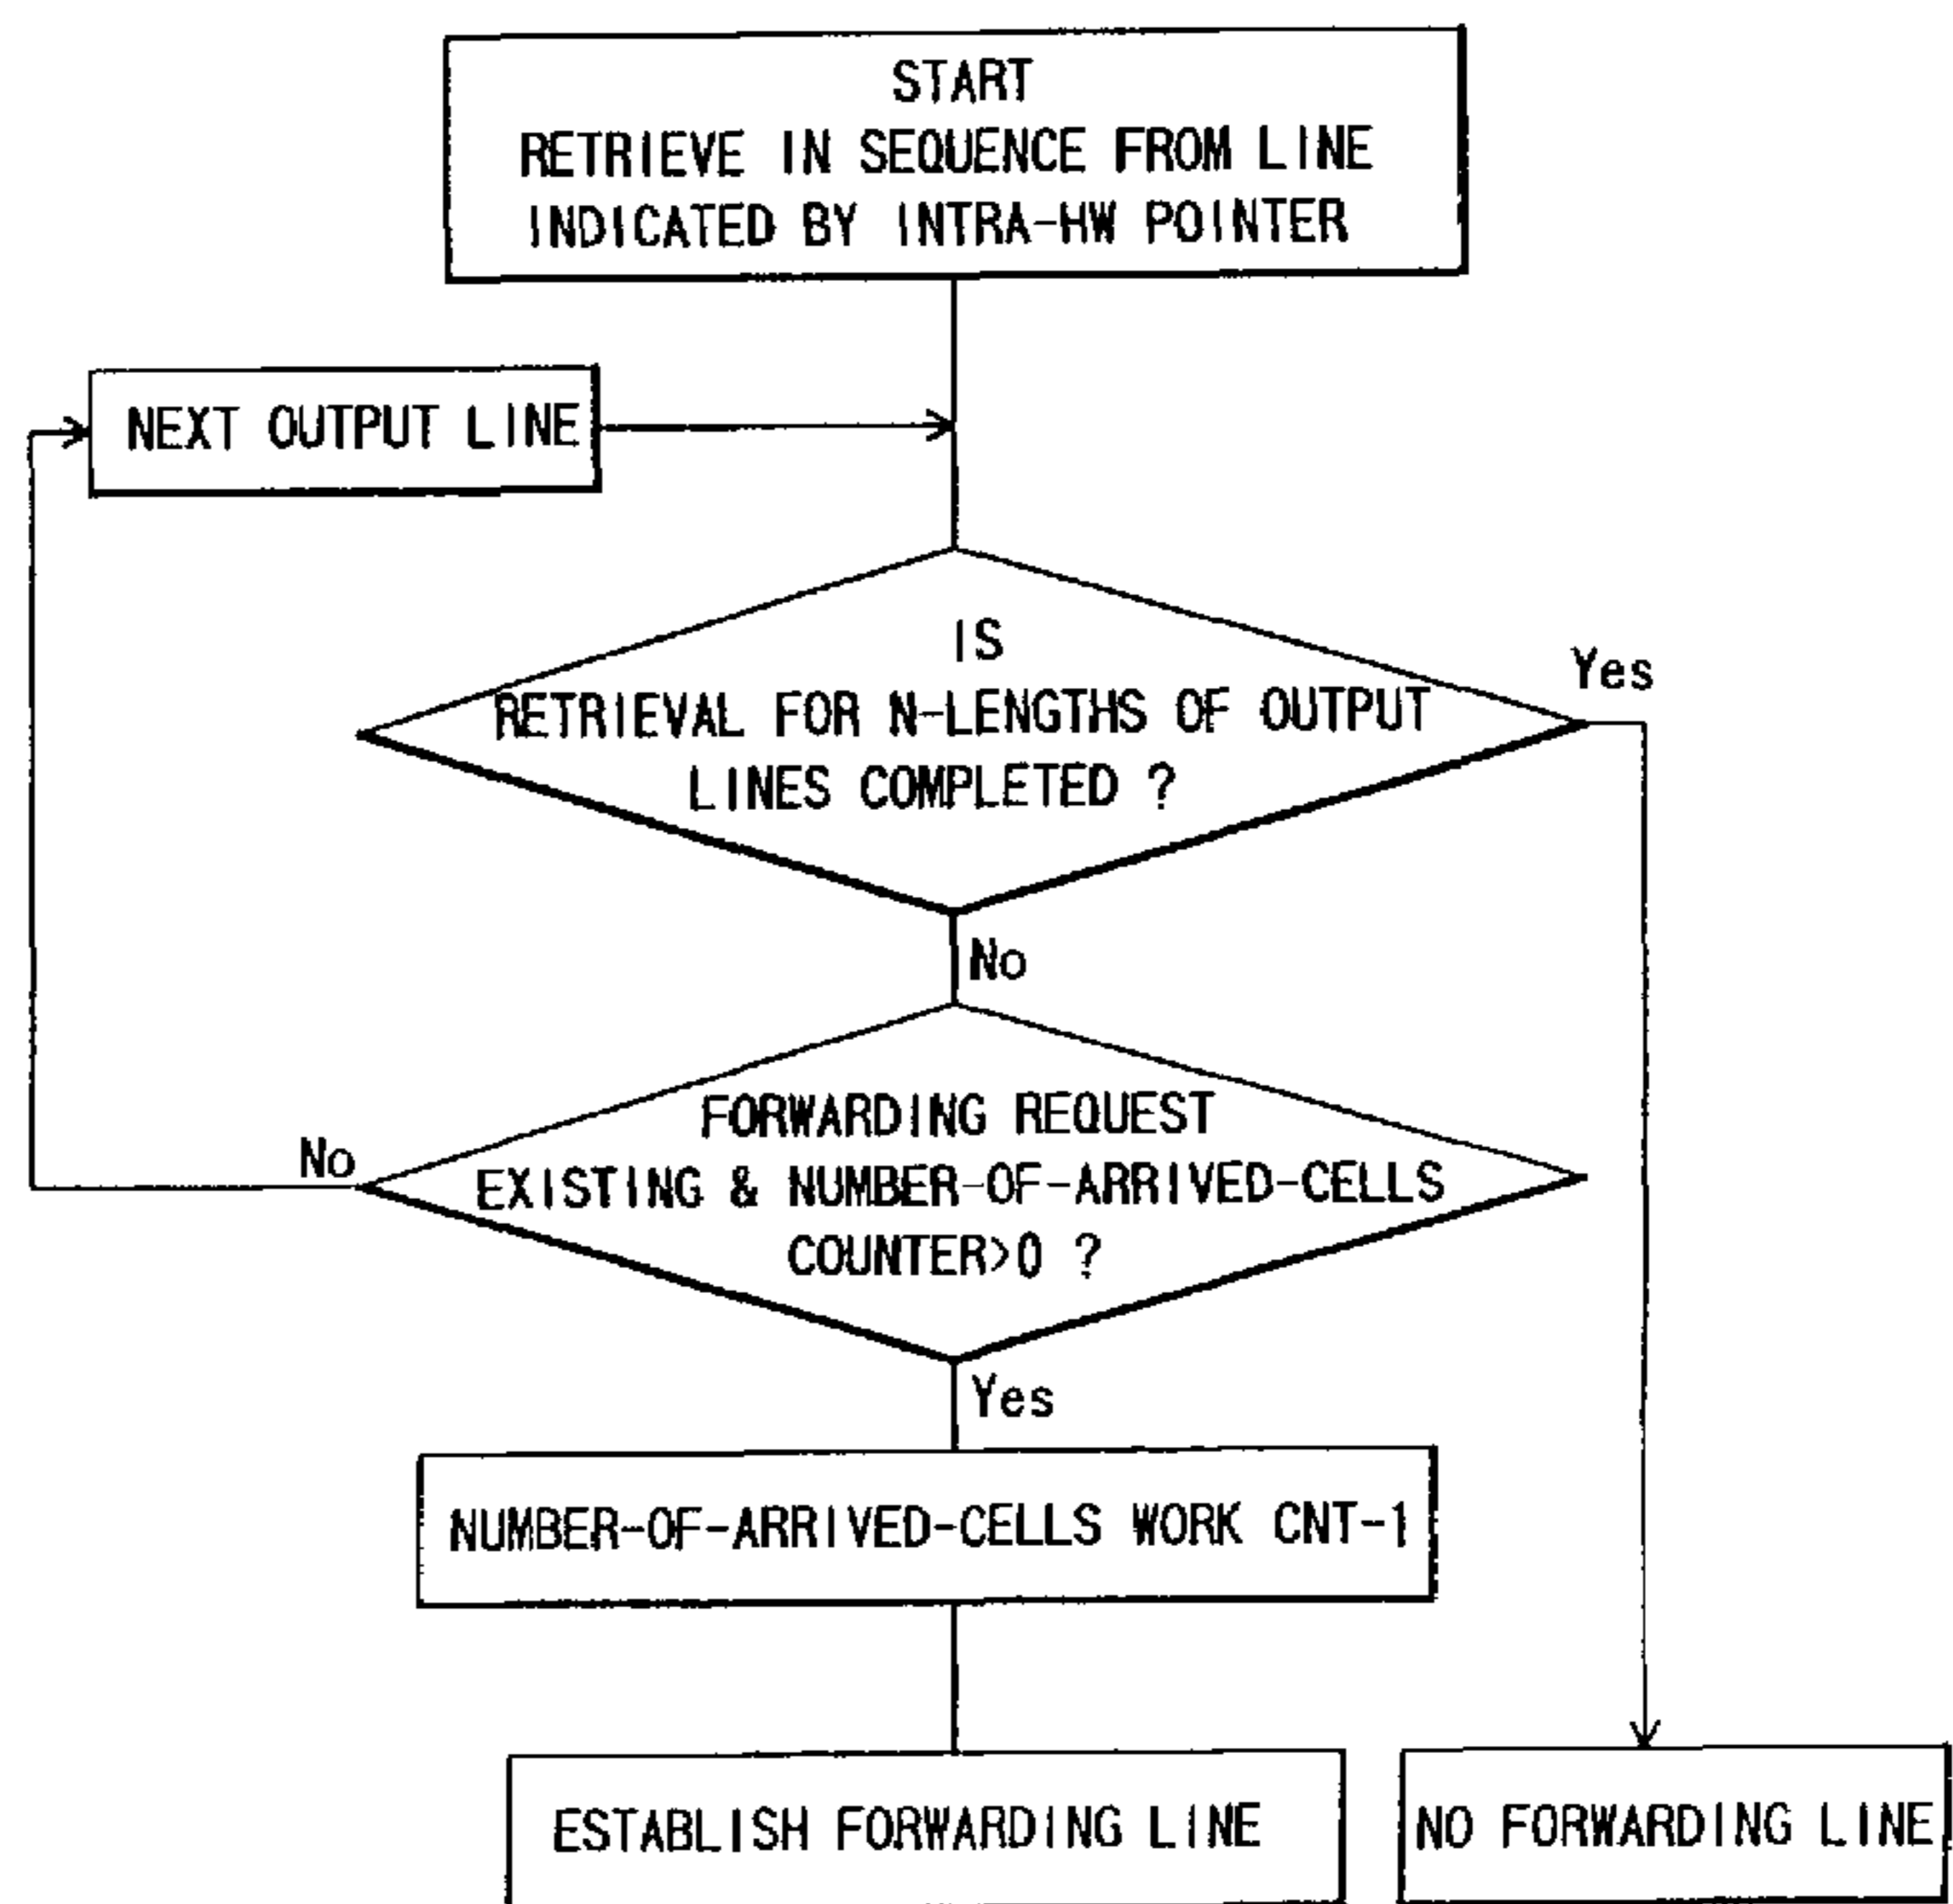 START
RETRIEVE IN SEQUENCE FROM LINE
INDICATED BY INTRA-HW POINTER
NEXT OUTPUT LINE
IS
RETRIEVAL FOR N-LENGTHS OF OUTPUT
LINES COMPLETED ?
Yes
No
FORWARDING REQUEST
EXISTING & NUMBER-OF-ARRIVED-CELLS
COUNTER>0 ?
No
Yes
NUMBER-OF-ARRIVED-CELLS WORK CNT-1
ESTABLISH FORWARDING LINE
NO FORWARDING LINE